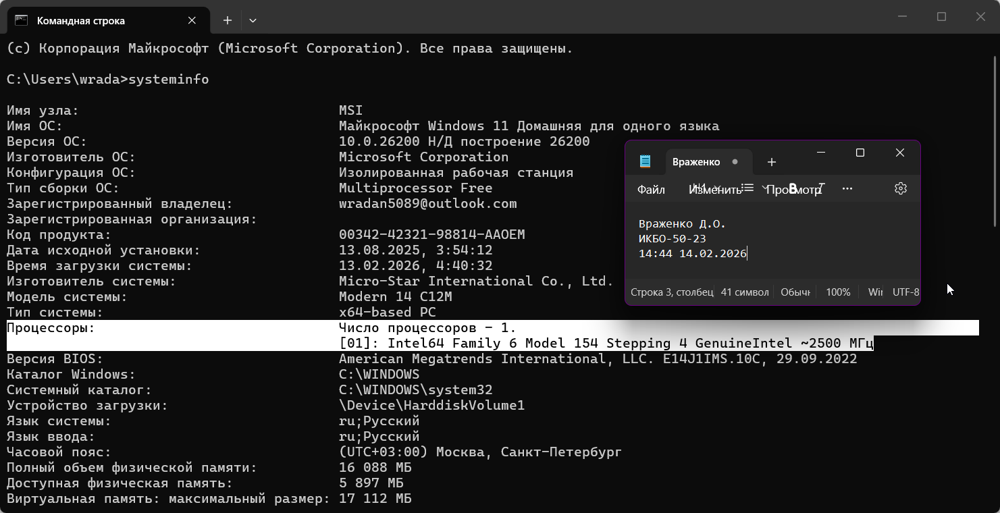 Командная строка
(c) Корпорация Майкрософт (Microsoft Corporation). Все права защищены.
C:\Users\wrada>systeminfo
Имя узла: MSI
Имя ОС: Майкрософт Windows 11 Домашняя для одного языка
Версия ОС: 10.0.26200 Н/Д построение 26200
Изготовитель ОС: Microsoft Corporation
Конфигурация ОС: Изолированная рабочая станция
Тип сборки ОС: Multiprocessor Free
Зарегистрированный владелец: wradan5089@outlook.com
Зарегистрированная организация:
Код продукта: 00342-42321-98814-AAOEM
Дата исходной установки: 13.08.2025, 3:54:12
Время загрузки системы: 13.02.2026, 4:40:32
Изготовитель системы: Micro-Star International Co., Ltd.
Модель системы: Modern 14 C12M
Тип системы: x64-based PC
Процессоры: Число процессоров - 1.
[01]: Intel64 Family 6 Model 154 Stepping 4 GenuineIntel ~2500 МГц
Версия BIOS: American Megatrends International, LLC. E14J1IMS.10C, 29.09.2022
Каталог Windows: C:\WINDOWS
Системный каталог: C:\WINDOWS\system32
Устройство загрузки: \Device\HarddiskVolume1
Язык системы: ru;Русский
Язык ввода: ru;Русский
Часовой пояс: (UTC+03:00) Москва, Санкт-Петербург
Полный объем физической памяти: 16 088 МБ
Доступная физическая память: 5 897 МБ
Виртуальная память: максимальный размер: 17 112 МБ
Враженко
Файл Изменить Просмотр
Враженко Д.О.
ИКБО-50-23
14:44 14.02.2026
Строка 3, столбец 41 символ Обычн 100% Wi UTF-8